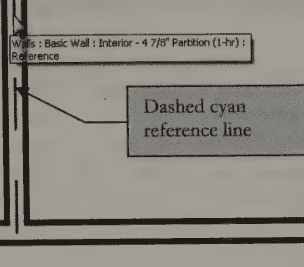 Walls : Basic Wall : Interior - 4 7/8" Partition (1-hr) :
Reference
Dashed cyan
reference line